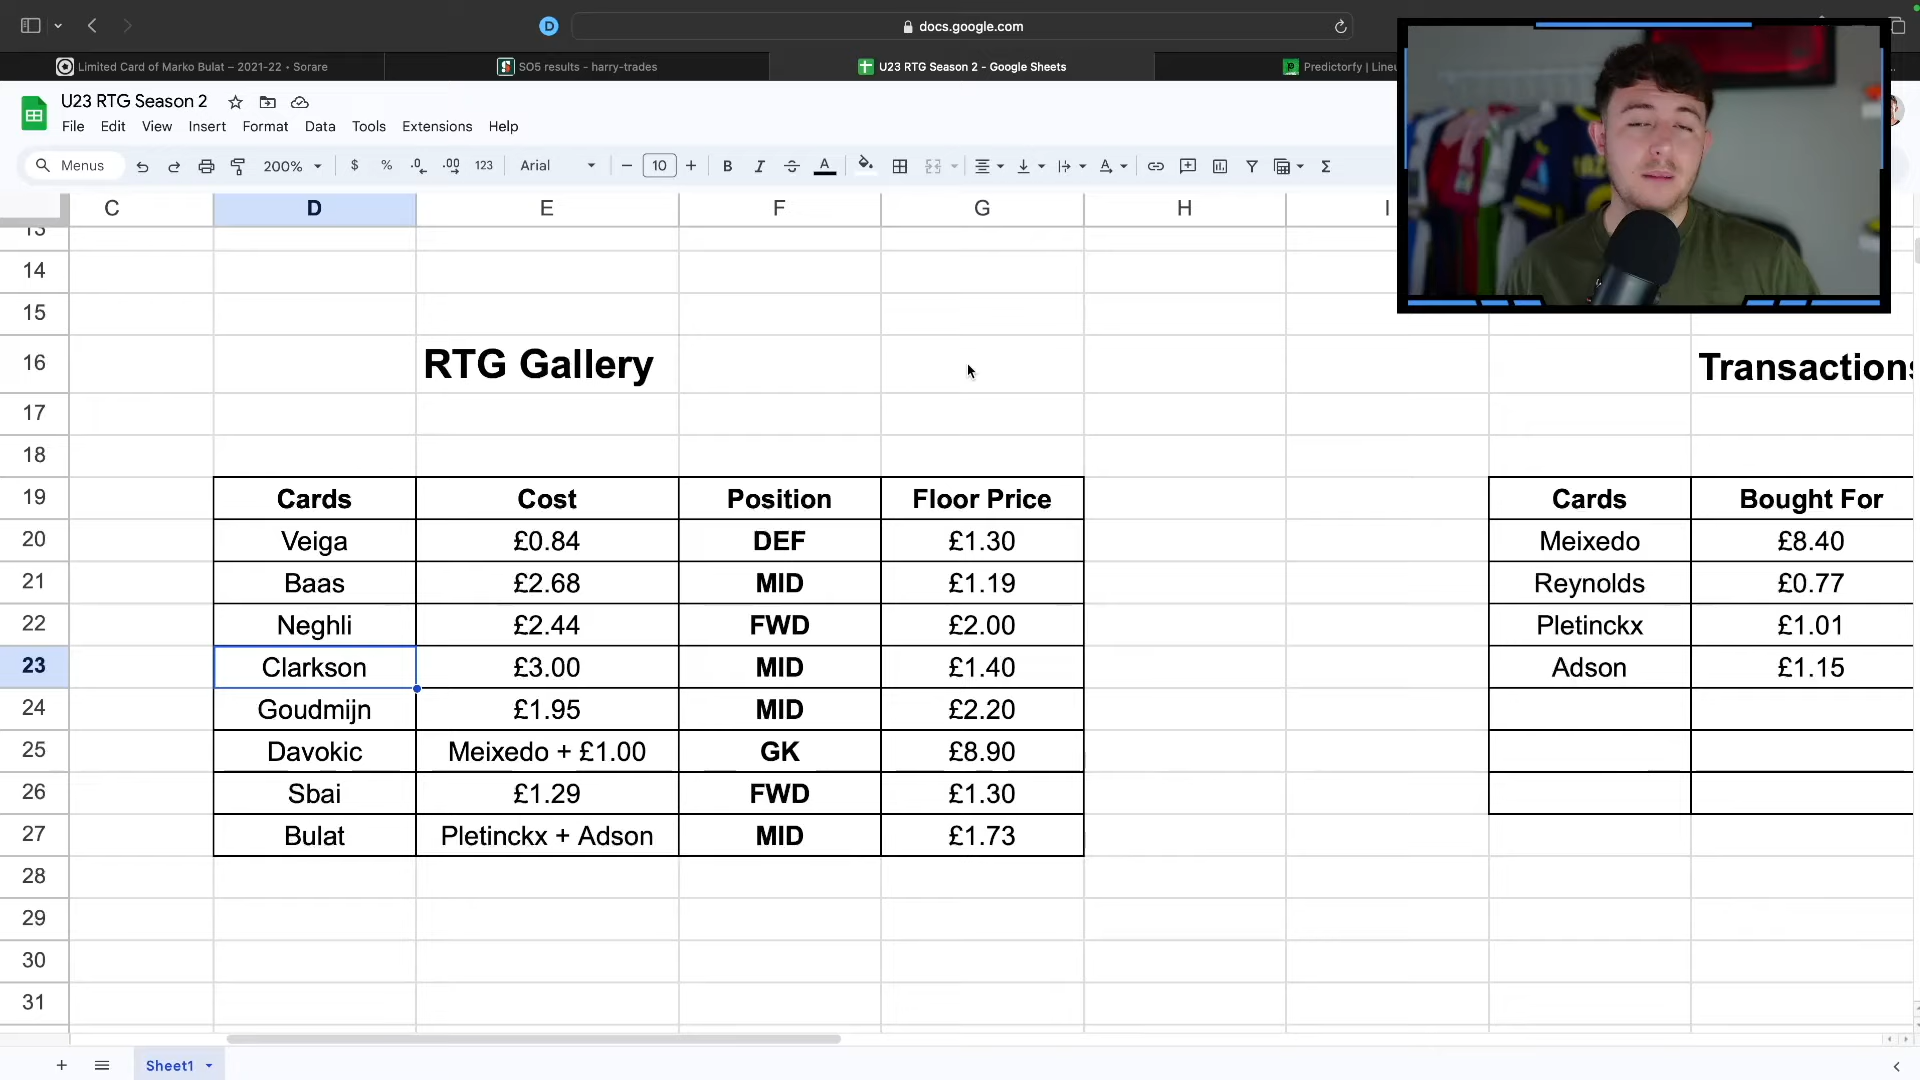 docs.google.com
Limited Card of Marko Bulat – 2021-22 • Sorare
SO5 results - harry-trades
U23 RTG Season 2 - Google Sheets
Predictorfy | Lineu
U23 RTG Season 2
File Edit View Insert Format Data Tools Extensions Help
Menus 200% $ % .0 .00 123 Arial 10 B I A
C D E F G H I
13
14
15
16 RTG Gallery Transactions
17
18
19 Cards Cost Position Floor Price Cards Bought For
20 Veiga £0.84 DEF £1.30 Meixedo £8.40
21 Baas £2.68 MID £1.19 Reynolds £0.77
22 Neghli £2.44 FWD £2.00 Pletinckx £1.01
23 Clarkson £3.00 MID £1.40 Adson £1.15
24 Goudmijn £1.95 MID £2.20
25 Davokic Meixedo + £1.00 GK £8.90
26 Sbai £1.29 FWD £1.30
27 Bulat Pletinckx + Adson MID £1.73
28
29
30
31
Sheet1